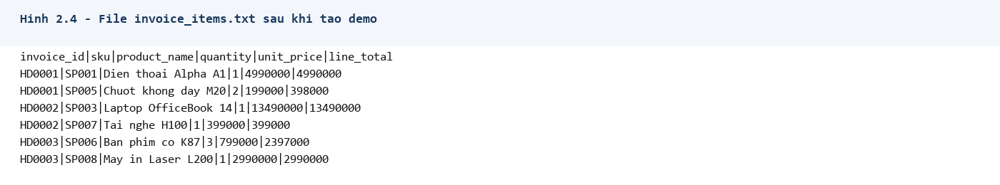 Hinh 2.4 - File invoice_items.txt sau khi tao demo
invoice_id|sku|product_name|quantity|unit_price|line_total
HD0001|SP001|Dien thoai Alpha A1|1|4990000|4990000
HD0001|SP005|Chuot khong day M20|2|199000|398000
HD0002|SP003|Laptop OfficeBook 14|1|13490000|13490000
HD0002|SP007|Tai nghe H100|1|399000|399000
HD0003|SP006|Ban phim co K87|3|799000|2397000
HD0003|SP008|May in Laser L200|1|2990000|2990000